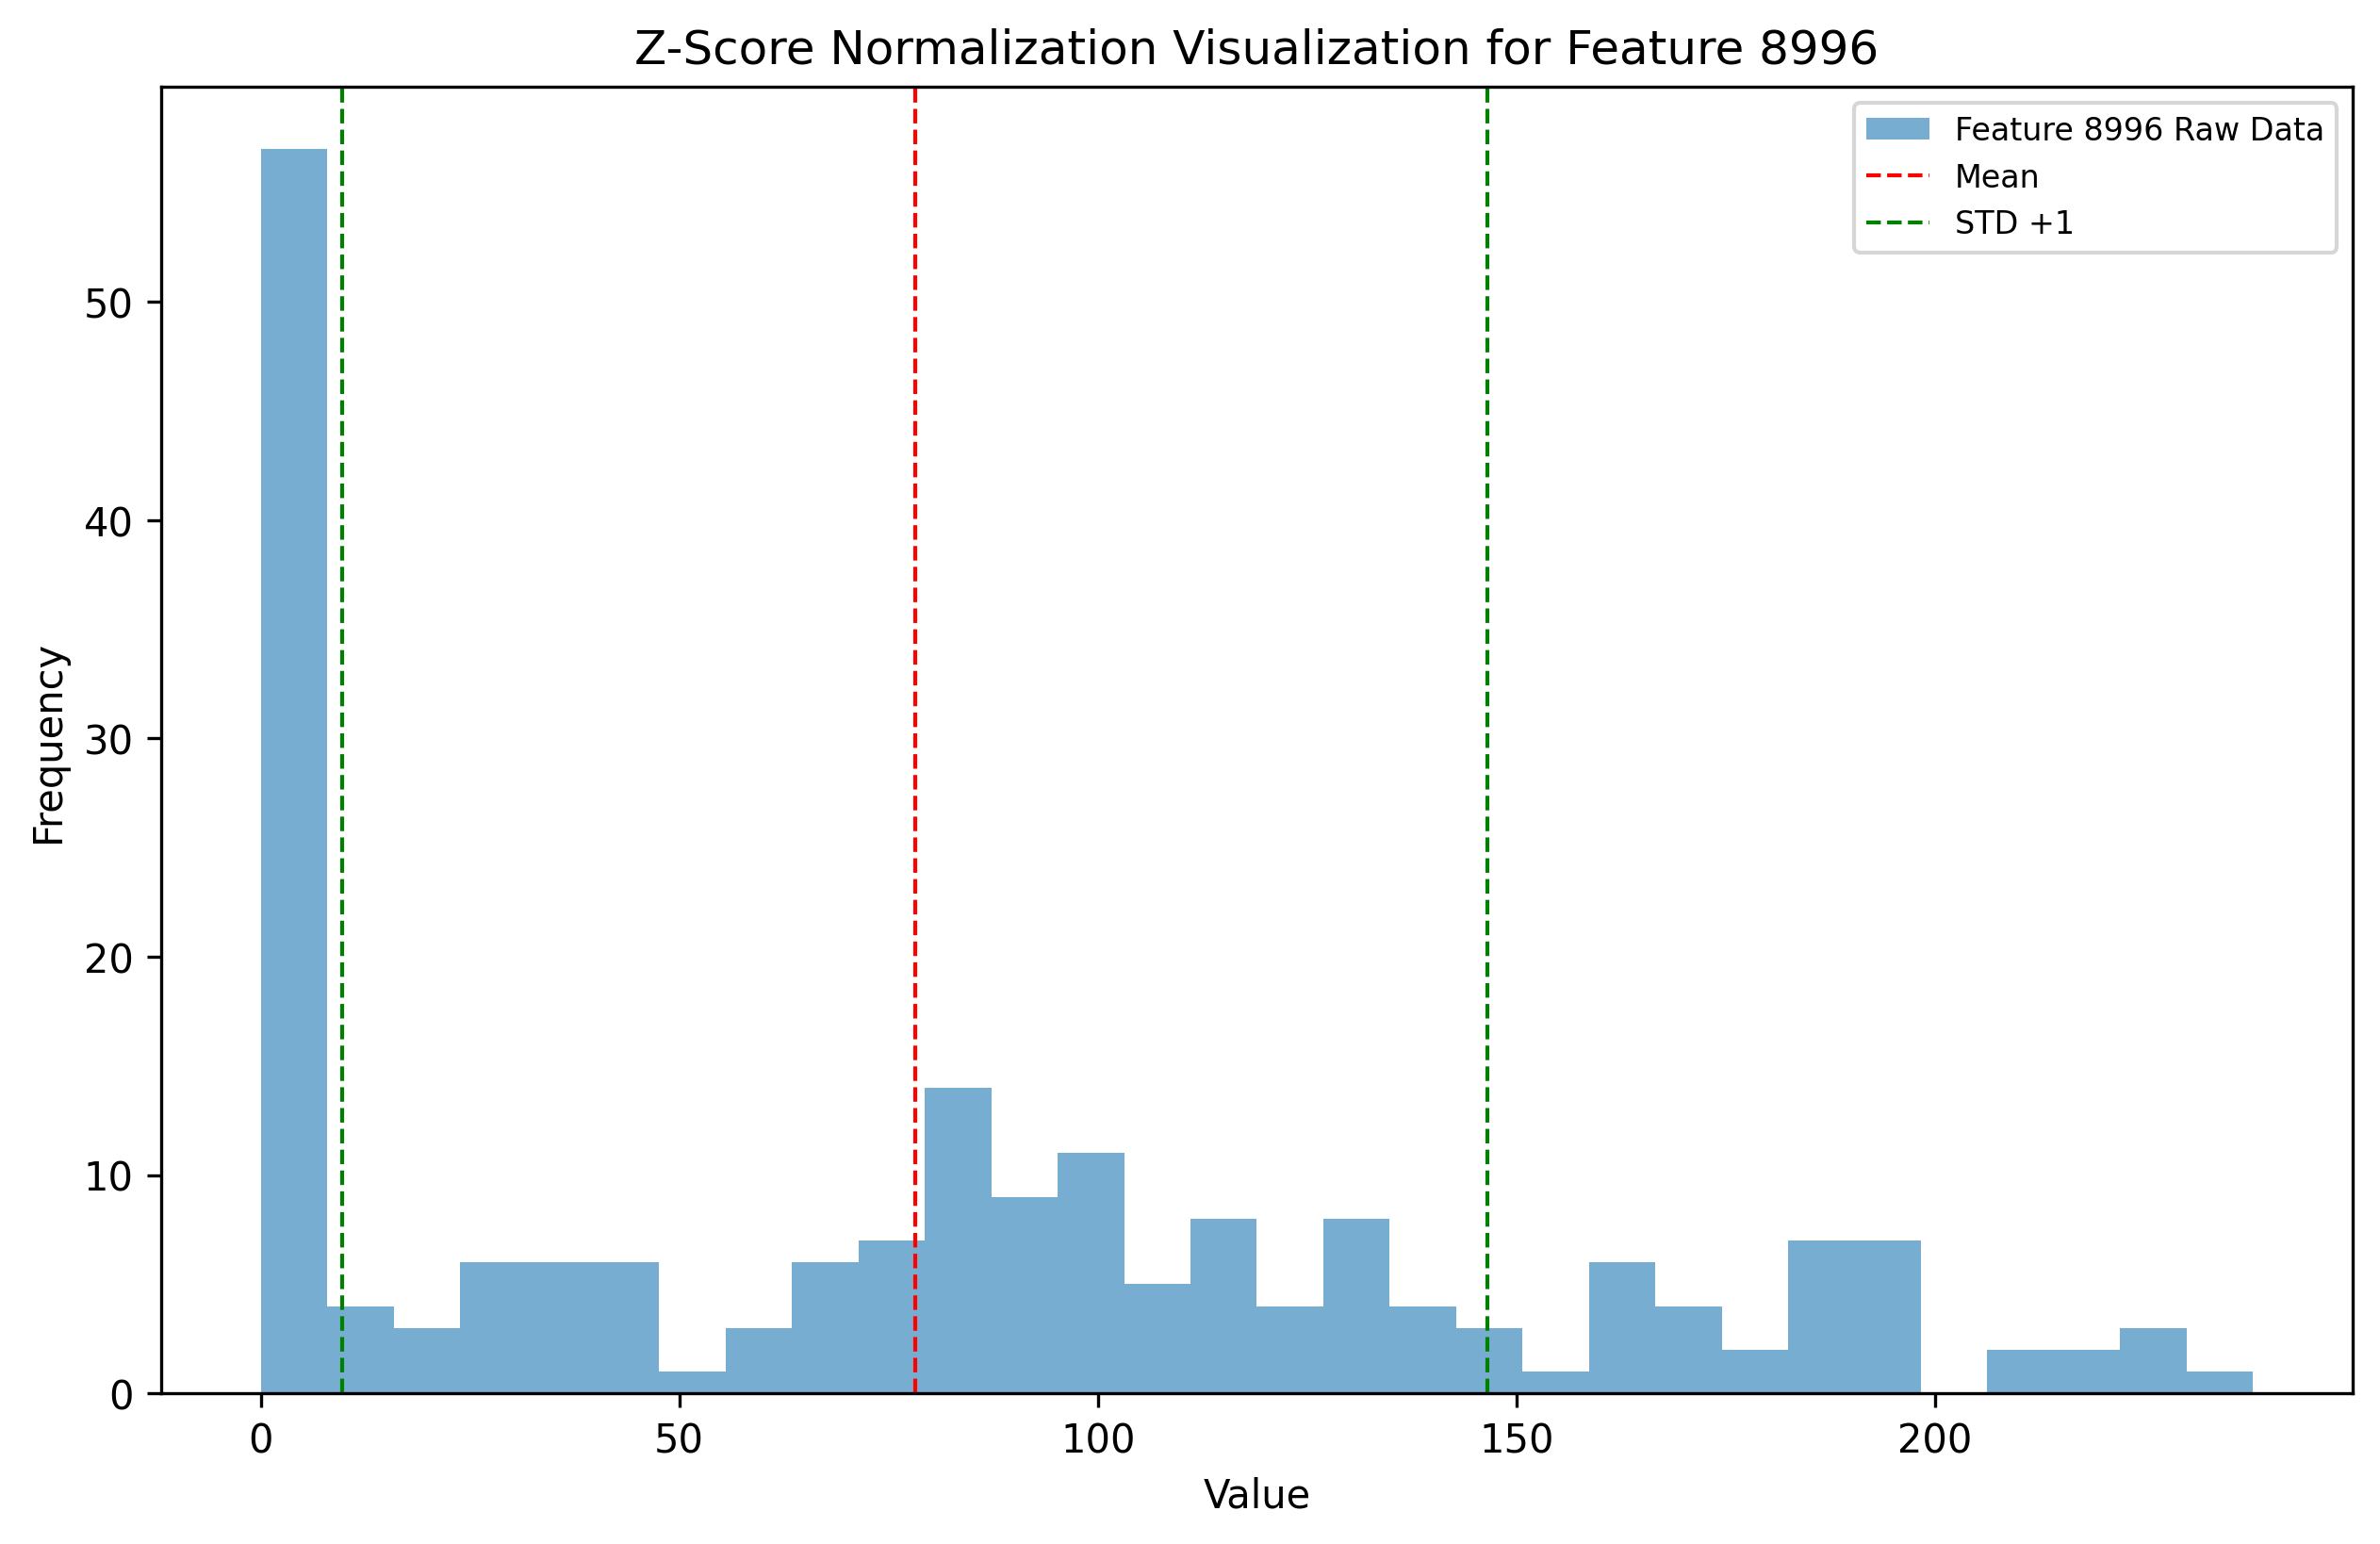 Z-Score Normalization Visualization for Feature 8996
Feature 8996 Raw Data
Mean
STD +1
Frequency
50
40
30
20
10
0
0 50 100 150 200
Value